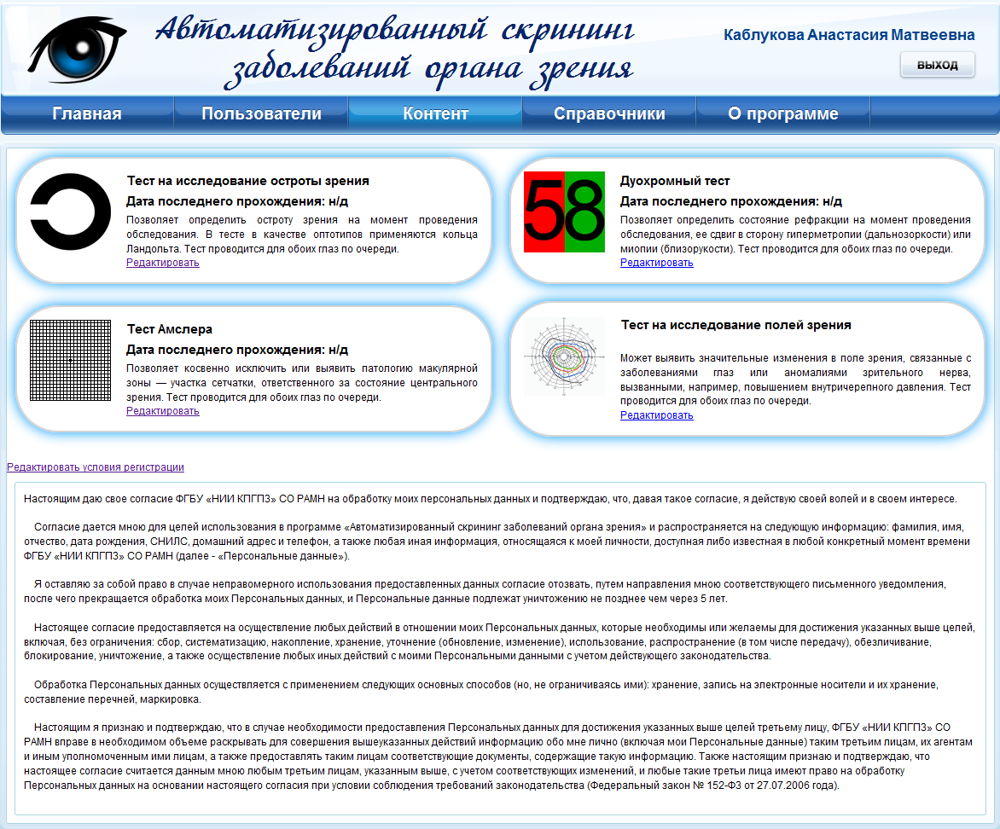 Автоматизированный скрининг
заболеваний органа зрения
Каблукова Анастасия Матвеевна
ВЫХОД
Главная
Пользователи
Контент
Справочники
О программе
Тест на исследование остроты зрения
Дата последнего прохождения: н/д
Позволяет определить остроту зрения на момент проведения
обследования. В тесте в качестве оптотипов применяются кольца
Ландольта. Тест проводится для обоих глаз по очереди.
Редактировать
58
Дуохромный тест
Дата последнего прохождения: н/д
Позволяет определить состояние рефракции на момент проведения
обследования, ее сдвиг в сторону гиперметропии (дальнозоркости) или
миопии (близорукости). Тест проводится для обоих глаз по очереди.
Редактировать
Тест Амслера
Дата последнего прохождения: н/д
Позволяет косвенно исключить или выявить патологию макулярной
зоны — участка сетчатки, ответственного за состояние центрального
зрения. Тест проводится для обоих глаз по очереди.
Редактировать
Тест на исследование полей зрения
Может выявить значительные изменения в поле зрения, связанные с
заболеваниями глаз или аномалиями зрительного нерва,
вызванными, например, повышением внутричерепного давления. Тест
проводится для обоих глаз по очереди.
Редактировать
Редактировать условия регистрации
Настоящим даю свое согласие ФГБУ «НИИ КПГПЗ» СО РАМН на обработку моих персональных данных и подтверждаю, что, давая такое согласие, я действую своей волей и в своем интересе.
Согласие дается мною для целей использования в программе «Автоматизированный скрининг заболеваний органа зрения» и распространяется на следующую информацию: фамилия, имя,
отчество, дата рождения, СНИЛС, домашний адрес и телефон, а также любая иная информация, относящаяся к моей личности, доступная либо известная в любой конкретный момент времени
ФГБУ «НИИ КПГПЗ» СО РАМН (далее - «Персональные данные»).
Я оставляю за собой право в случае неправомерного использования предоставленных данных согласие отозвать, путем направления мною соответствующего письменного уведомления,
после чего прекращается обработка моих Персональных данных, и Персональные данные подлежат уничтожению не позднее чем через 5 лет.
Настоящее согласие предоставляется на осуществление любых действий в отношении моих Персональных данных, которые необходимы или желаемы для достижения указанных выше целей,
включая, без ограничения: сбор, систематизацию, накопление, хранение, уточнение (обновление, изменение), использование, распространение (в том числе передачу), обезличивание,
блокирование, уничтожение, а также осуществление любых иных действий с моими Персональными данными с учетом действующего законодательства.
Обработка Персональных данных осуществляется с применением следующих основных способов (но, не ограничиваясь ими): хранение, запись на электронные носители и их хранение,
составление перечней, маркировка.
Настоящим я признаю и подтверждаю, что в случае необходимости предоставления Персональных данных для достижения указанных выше целей третьему лицу, ФГБУ «НИИ КПГПЗ» СО
РАМН вправе в необходимом объеме раскрывать для совершения вышеуказанных действий информацию обо мне лично (включая мои Персональные данные) таким третьим лицам, их агентам
и иным уполномоченным ими лицам, а также предоставлять таким лицам соответствующие документы, содержащие такую информацию. Также настоящим признаю и подтверждаю, что
настоящее согласие считается данным мною любым третьим лицам, указанным выше, с учетом соответствующих изменений, и любые такие третьи лица имеют право на обработку
Персональных данных на основании настоящего согласия при условии соблюдения требований законодательства (Федеральный закон № 152-ФЗ от 27.07.2006 года).